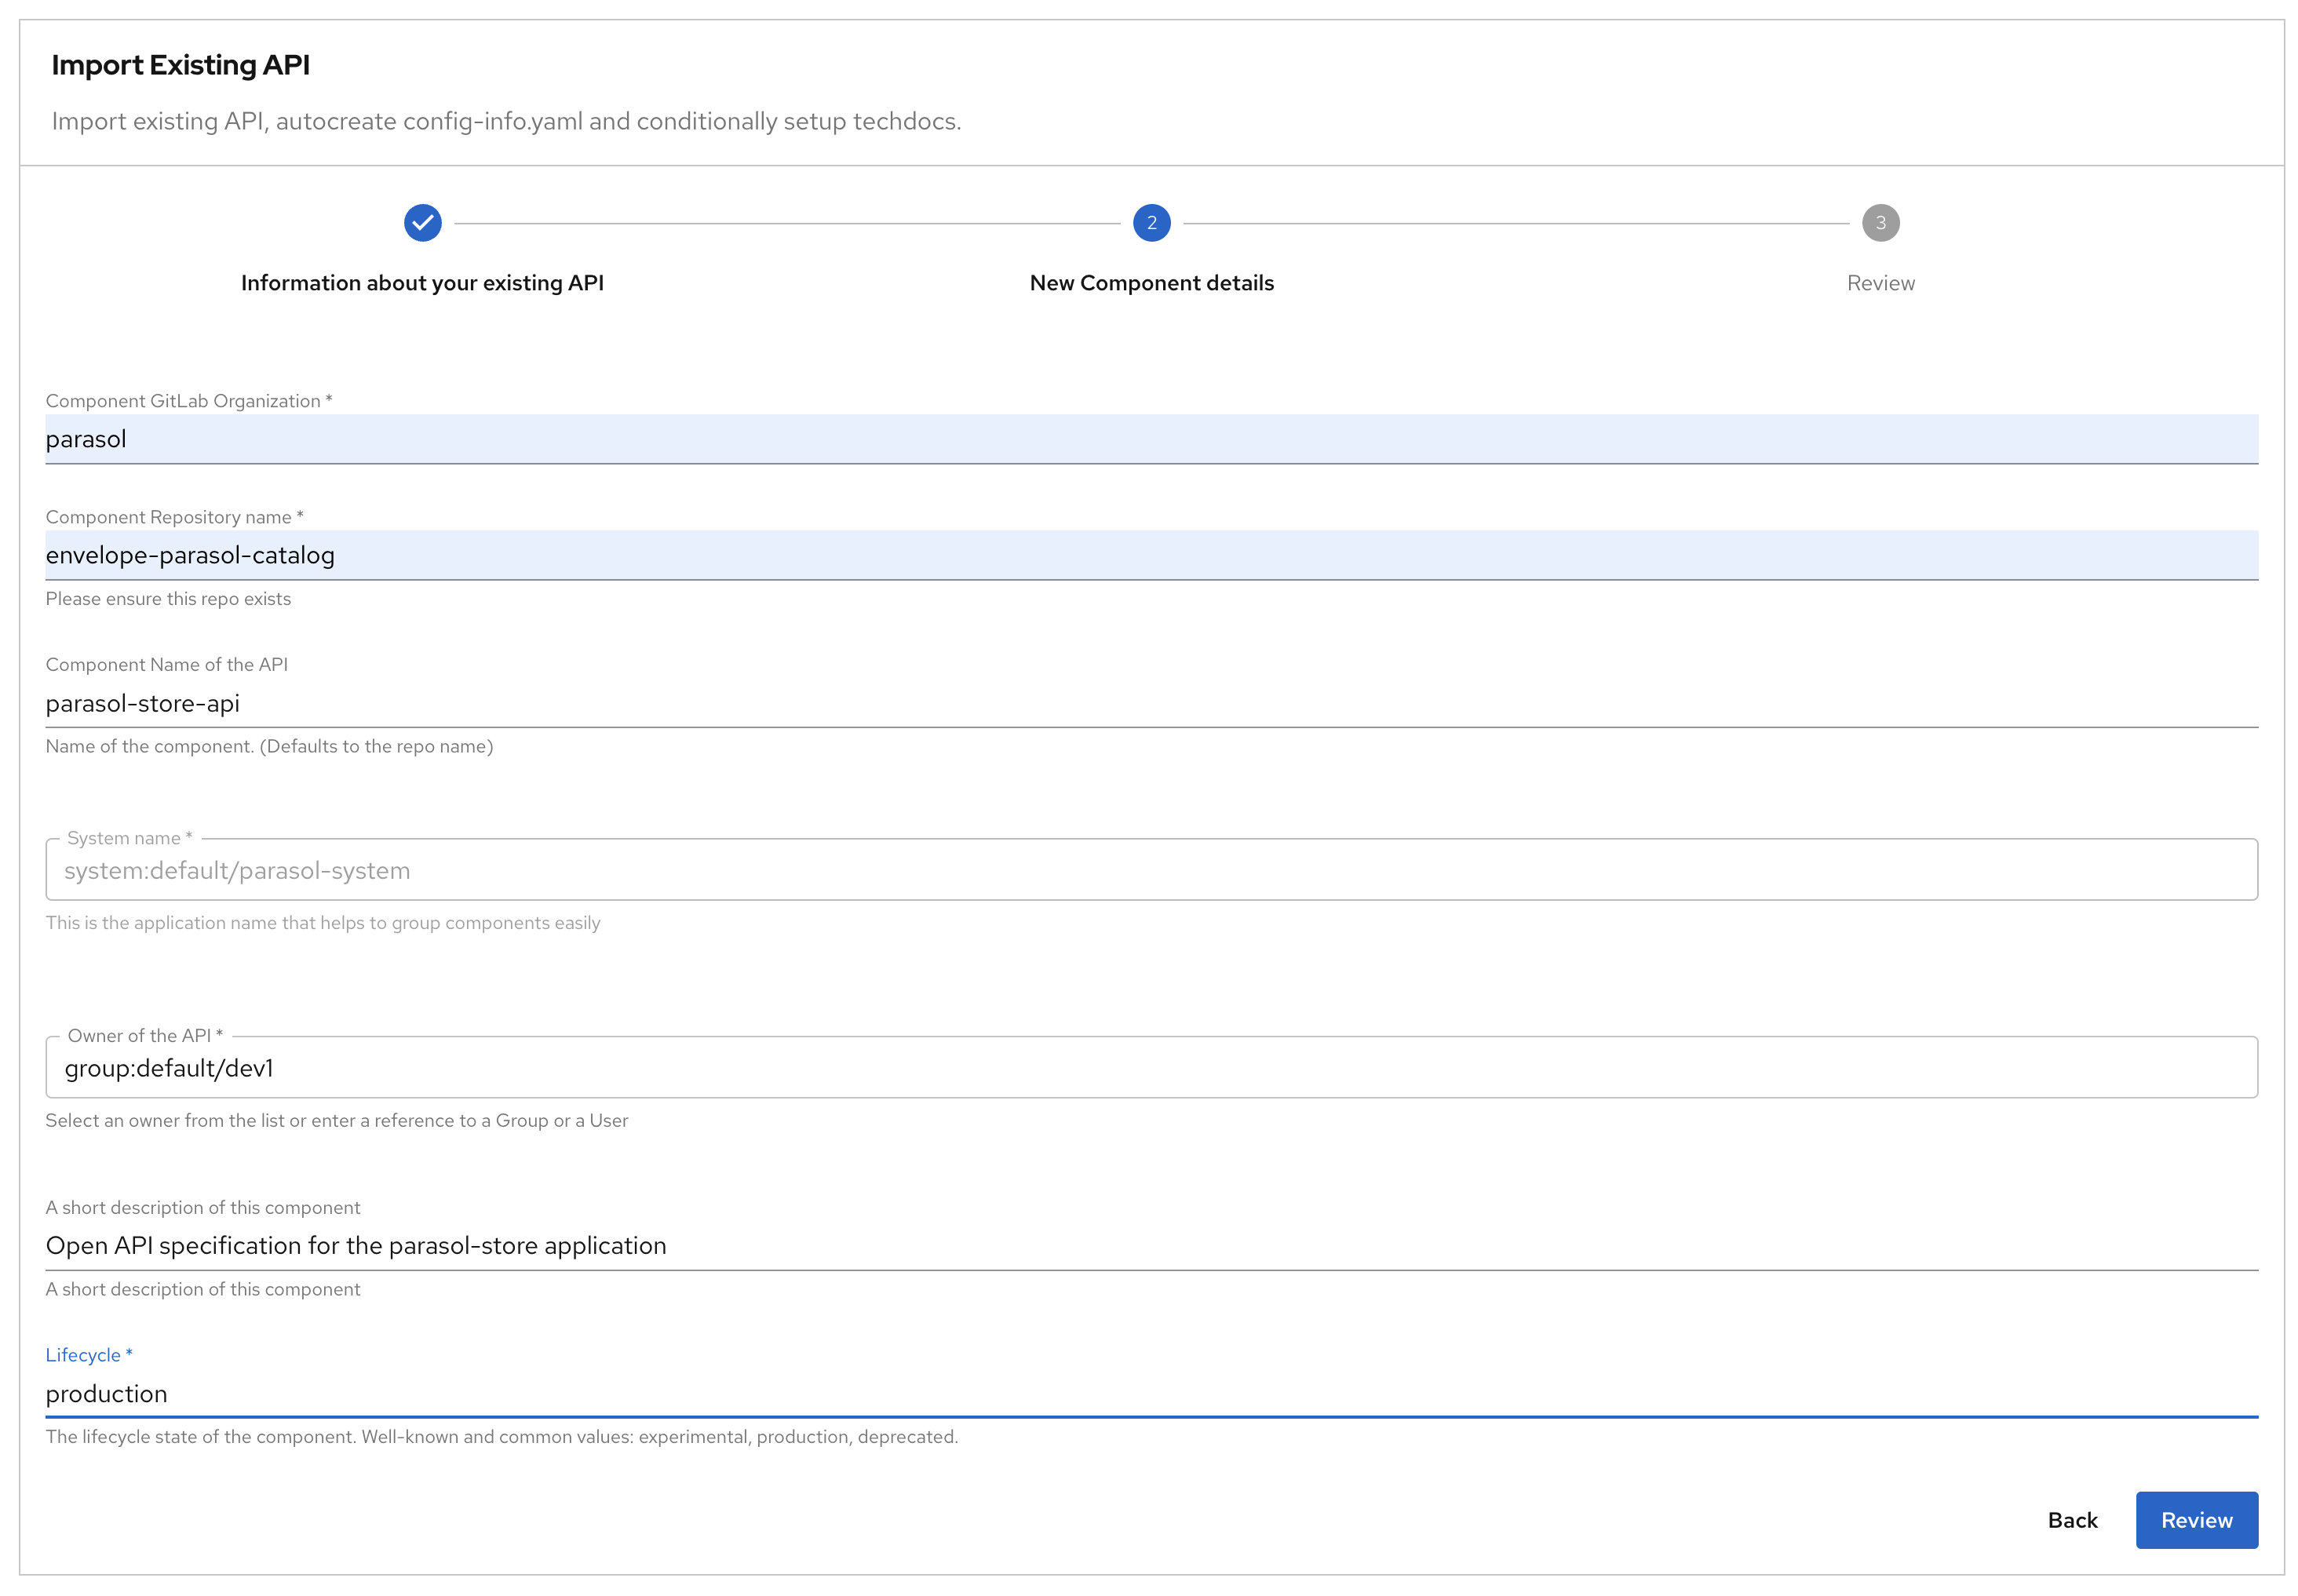 Import Existing API
Import existing API, autocreate config-info.yaml and conditionally setup techdocs.
2
3
Information about your existing API
New Component details
Review
Component GitLab Organization *
parasol
Component Repository name *
envelope-parasol-catalog
Please ensure this repo exists
Component Name of the API
parasol-store-api
Name of the component. (Defaults to the repo name)
System name *
system:default/parasol-system
This is the application name that helps to group components easily
Owner of the API *
group:default/dev1
Select an owner from the list or enter a reference to a Group or a User
A short description of this component
Open API specification for the parasol-store application
A short description of this component
Lifecycle *
production
The lifecycle state of the component. Well-known and common values: experimental, production, deprecated.
Back
Review